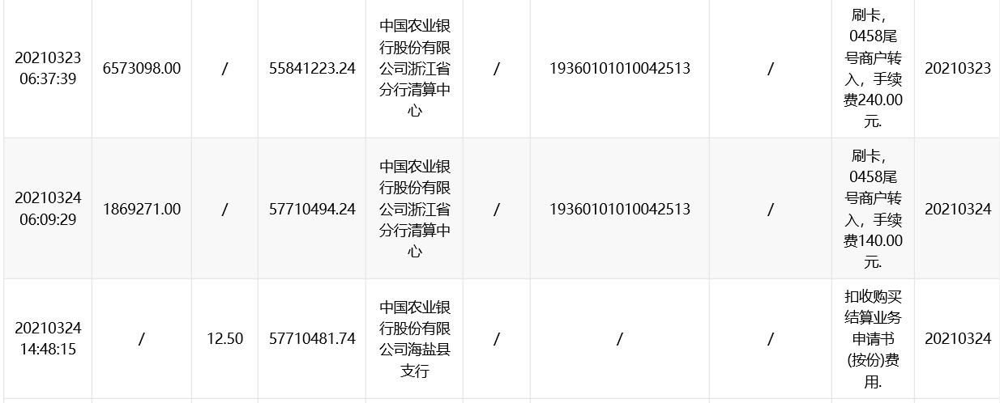 20210323
06:37:39
6573098.00
/
55841223.24
中国农业银
行股份有限
公司浙江省
分行清算中
心
/
19360101010042513
/
刷卡，
0458尾
号商户转
入，手续
费240.00
元.
20210323
20210324
06:09:29
1869271.00
/
57710494.24
中国农业银
行股份有限
公司浙江省
分行清算中
心
/
19360101010042513
/
刷卡，
0458尾
号商户转
入，手续
费140.00
元.
20210324
20210324
14:48:15
/
12.50
57710481.74
中国农业银
行股份有限
公司海盐县
支行
/
/
/
扣收购买
结算业务
申请书
(按份)费
用.
20210324